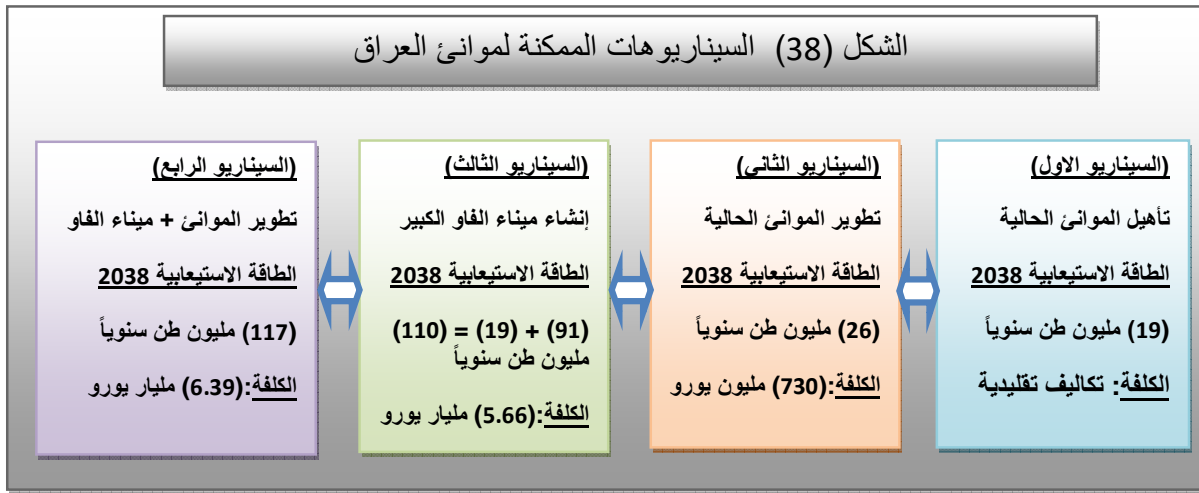 الشكل (38) السيناريوهات الممكنة لموانئ العراق
(السيناريو الاول)
تأهيل الموانئ الحالية
الطاقة الاستيعابية 2038
(19) مليون طن سنوياً
الكلفة: تكاليف تقليدية
(السيناريو الثاني)
تطوير الموانئ الحالية
الطاقة الاستيعابية 2038
(26) مليون طن سنوياً
الكلفة:(730) مليون يورو
(السيناريو الثالث)
إنشاء ميناء الفاو الكبير
الطاقة الاستيعابية 2038
(91) + (19) = (110)
مليون طن سنوياً
الكلفة:(5.66) مليار يورو
(السيناريو الرابع)
تطوير الموانئ + ميناء الفاو
الطاقة الاستيعابية 2038
(117) مليون طن سنوياً
الكلفة:(6.39) مليار يورو